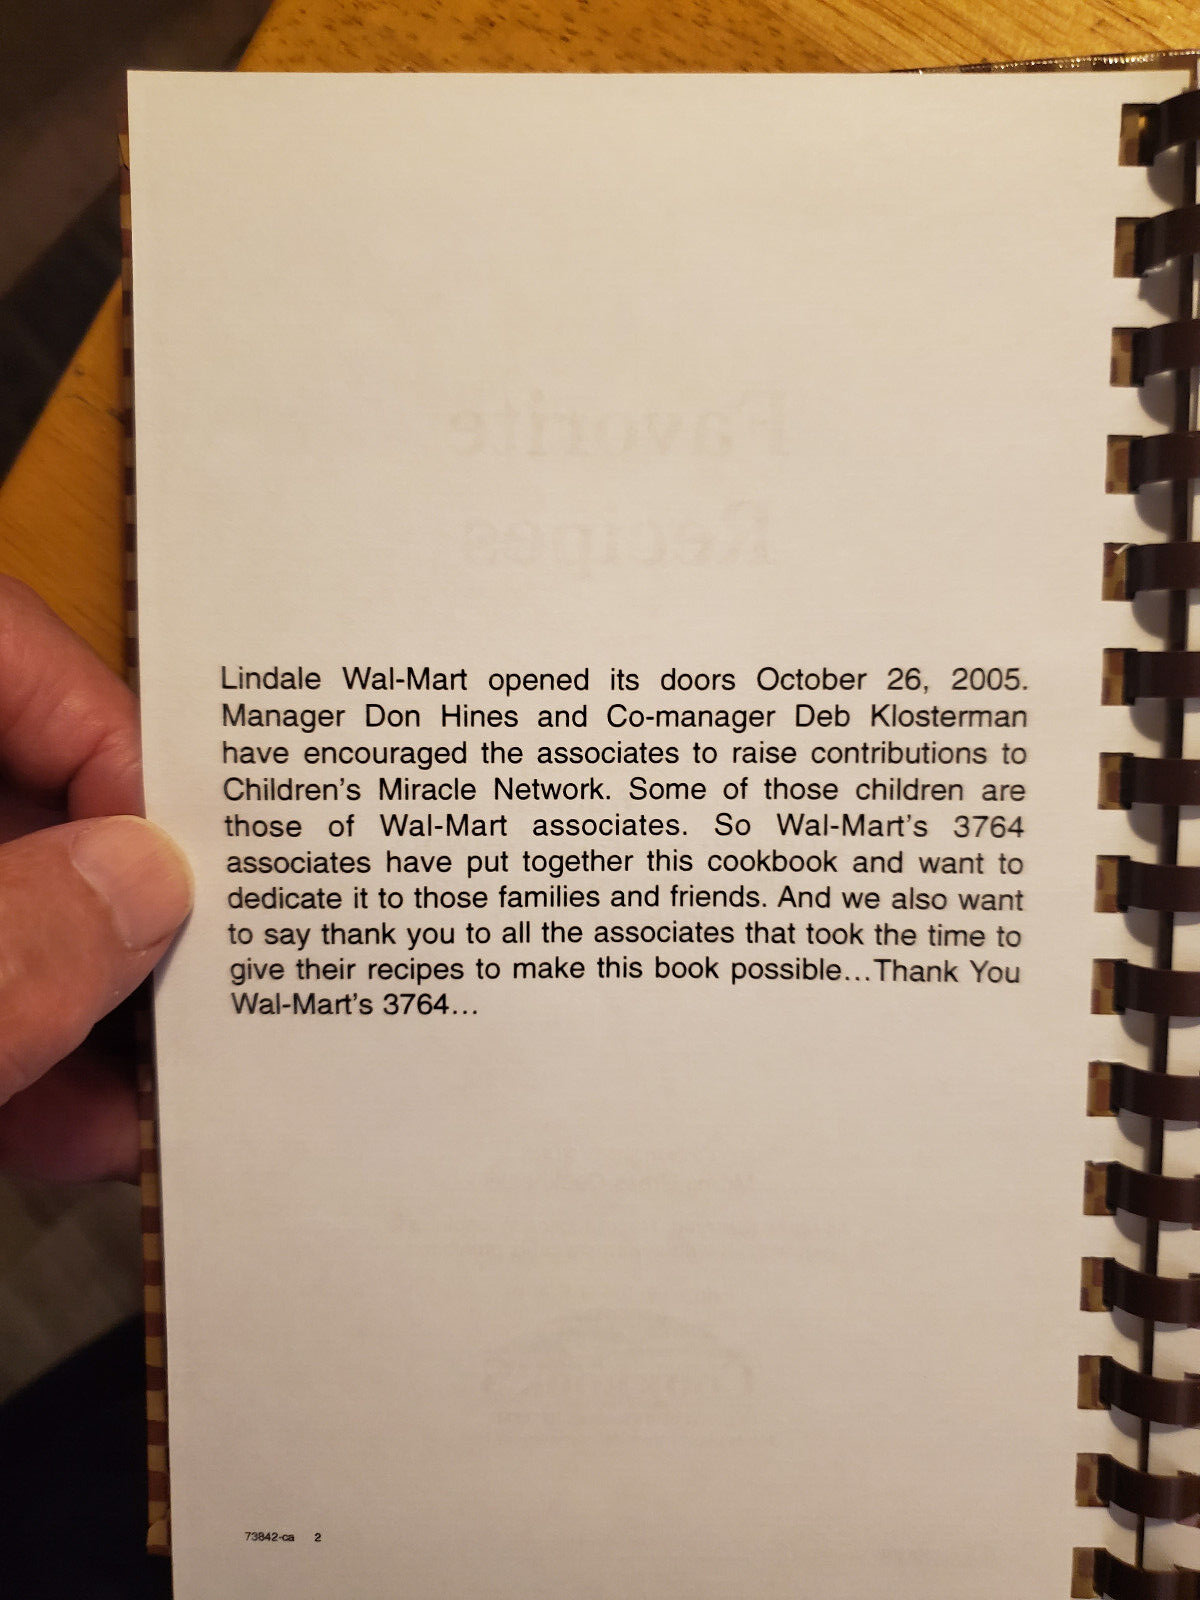 Favorite
Recipes
Lindale Wal-Mart opened its doors October 26, 2005.
Manager Don Hines and Co-manager Deb Klosterman
have encouraged the associates to raise contributions to
Children's Miracle Network. Some of those children are
those of Wal-Mart associates. So Wal-Mart's 3764
associates have put together this cookbook and want to
dedicate it to those families and friends. And we also want
to say thank you to all the associates that took the time to
give their recipes to make this book possible...Thank You
Wal-Mart's 3764...
73842-ca 2